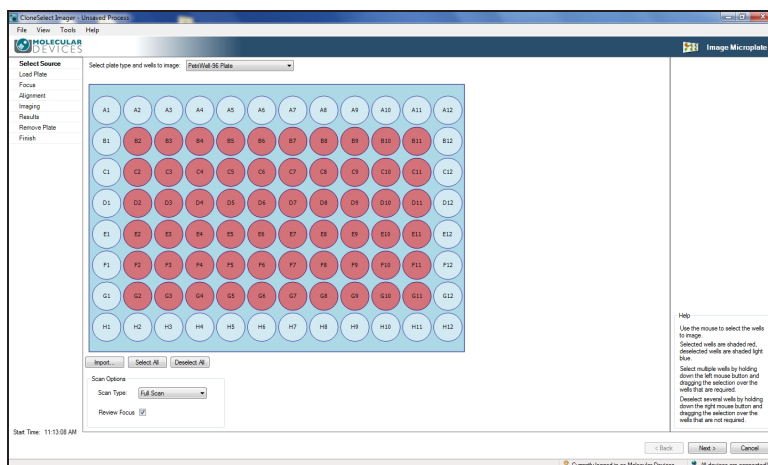 CloneSelect Imager - Unsaved Process
File View Tools Help
MOLECULAR
DEVICES
Image Microplate
Select Source
Load Plate
Focus
Alignment
Imaging
Results
Remove Plate
Finish
Select plate type and wells to image: PetriWell-96 Plate
A1 A2 A3 A4 A5 A6 A7 A8 A9 A10 A11 A12
B1 B2 B3 B4 B5 B6 B7 B8 B9 B10 B11 B12
C1 C2 C3 C4 C5 C6 C7 C8 C9 C10 C11 C12
D1 D2 D3 D4 D5 D6 D7 D8 D9 D10 D11 D12
E1 E2 E3 E4 E5 E6 E7 E8 E9 E10 E11 E12
F1 F2 F3 F4 F5 F6 F7 F8 F9 F10 F11 F12
G1 G2 G3 G4 G5 G6 G7 G8 G9 G10 G11 G12
H1 H2 H3 H4 H5 H6 H7 H8 H9 H10 H11 H12
Import... Select All Deselect All
Scan Options
Scan Type: Full Scan
Review Focus
Help
Use the mouse to select the wells
to image.
Selected wells are shaded red,
deselected wells are shaded light
blue.
Select multiple wells by holding
down the left mouse button and
dragging the selection over the
wells that are required.
Deselect several wells by holding
down the right mouse button and
dragging the selection over the
wells that are not required.
Start Time: 11:13:08 AM
< Back Next > Cancel
Currently logged in as Molecular Devices All devices are connected